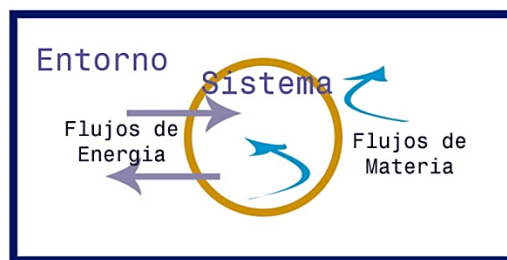 Entorno
Sistema
Flujos de
Energia
Flujos de
Materia